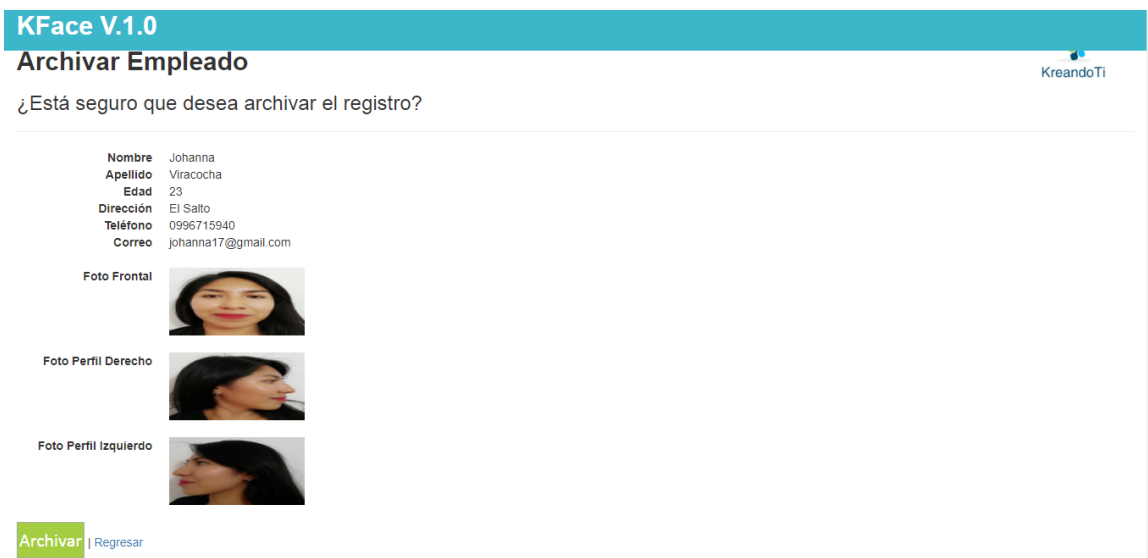 KFace V.1.0
Archivar Empleado
KreandoTi
¿Está seguro que desea archivar el registro?
Nombre Johanna
Apellido Viracocha
Edad 23
Dirección El Salto
Teléfono 0996715940
Correo johanna17@gmail.com
Foto Frontal
Foto Perfil Derecho
Foto Perfil Izquierdo
Archivar | Regresar